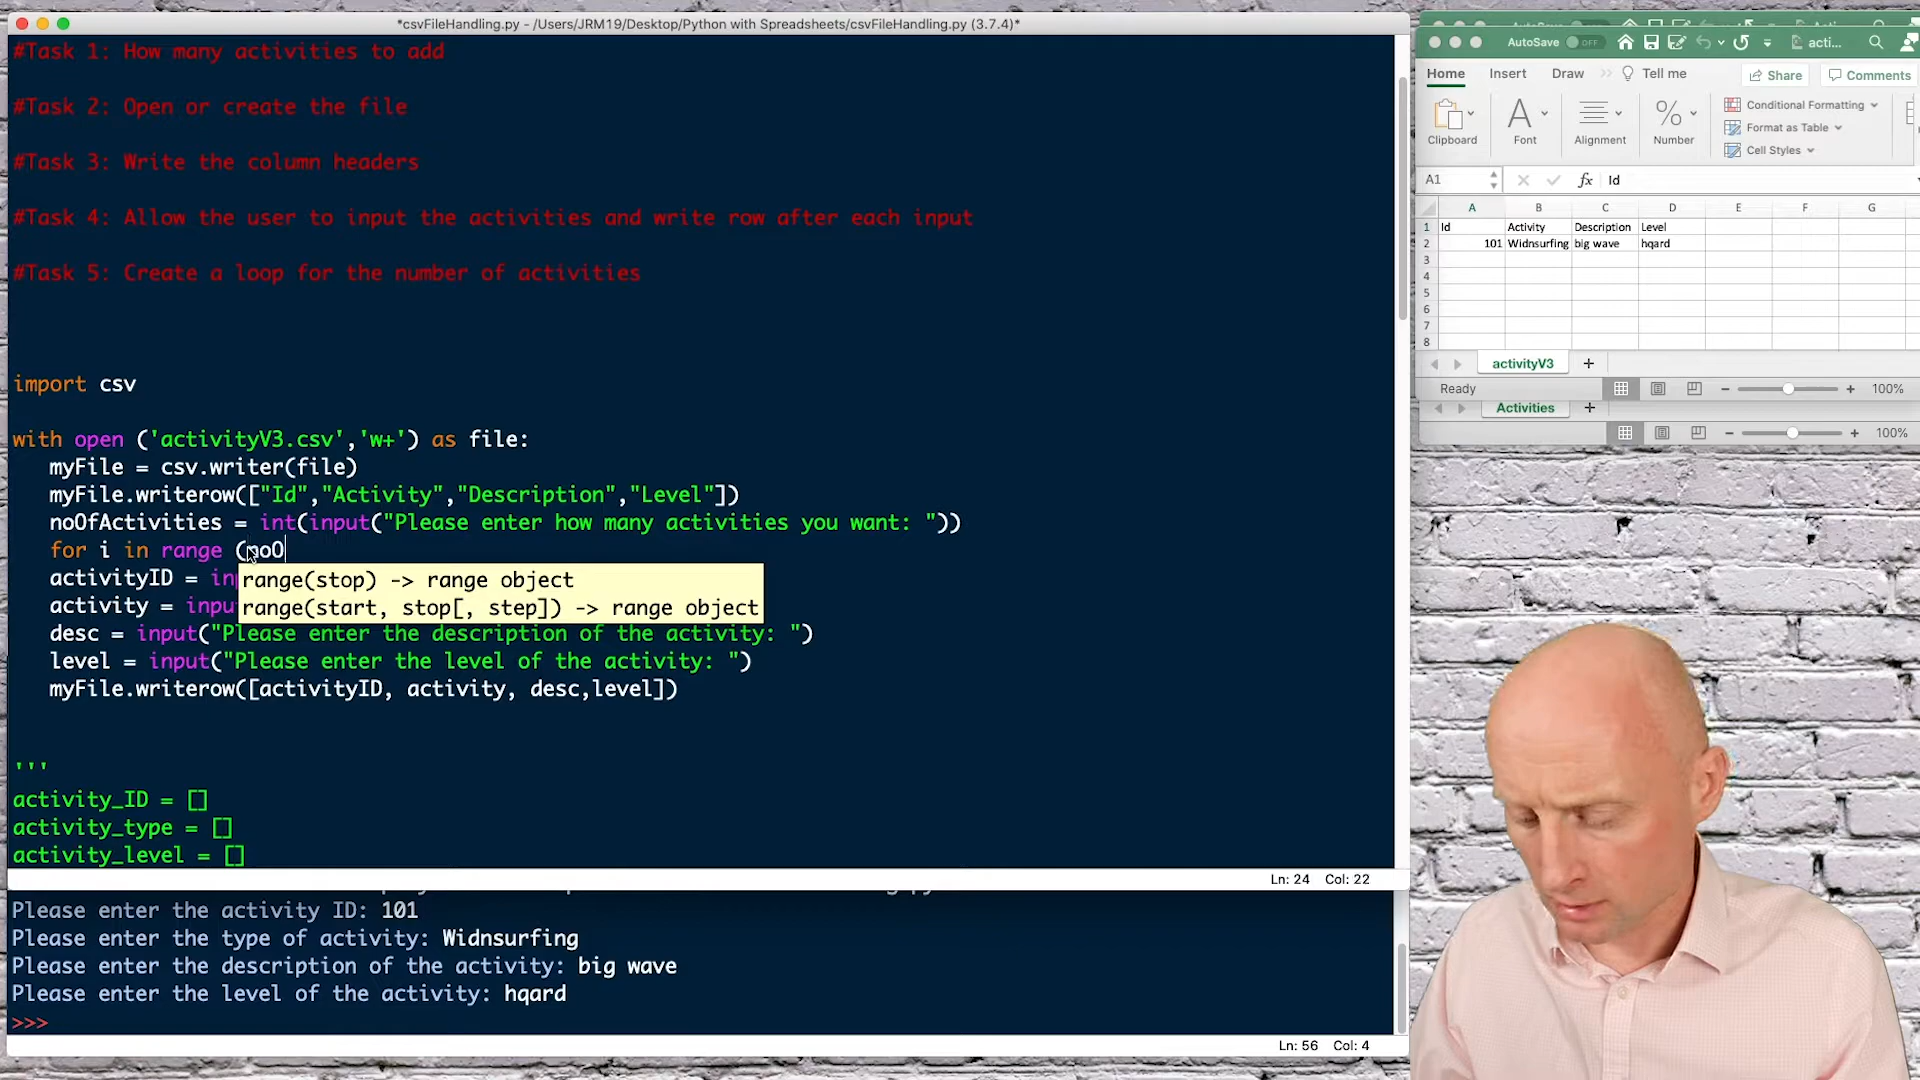 *csvFileHandling.py - /Users/JRM19/Desktop/Python with Spreadsheets/csvFileHandling.py (3.7.4)*
#Task 1: How many activities to add
#Task 2: Open or create the file
#Task 3: Write the column headers
#Task 4: Allow the user to input the activities and write row after each input
#Task 5: Create a loop for the number of activities
import csv
with open ('activityV3.csv','w+') as file:
myFile = csv.writer(file)
myFile.writerow(["Id","Activity","Description","Level"])
noOfActivities = int(input("Please enter how many activities you want: "))
for i in range (noO
activityID = inp
range(stop) -> range object
activity = inpu
range(start, stop[, step]) -> range object
desc = input("Please enter the description of the activity: ")
level = input("Please enter the level of the activity: ")
myFile.writerow([activityID, activity, desc,level])
'''
activity_ID = []
activity_type = []
activity_level = []
Ln: 24 Col: 22
Please enter the activity ID: 101
Please enter the type of activity: Widnsurfing
Please enter the description of the activity: big wave
Please enter the level of the activity: hqard
>>>
Ln: 56 Col: 4
AutoSave OFF acti...
Home Insert Draw Tell me Share Comments
Clipboard Font Alignment Number
Conditional Formatting
Format as Table
Cell Styles
A1 fx Id
A B C D E F G
1 Id Activity Description Level
2 101 Widnsurfing big wave hqard
3
4
5
6
7
8
activityV3
Ready 100%
Activities
100%